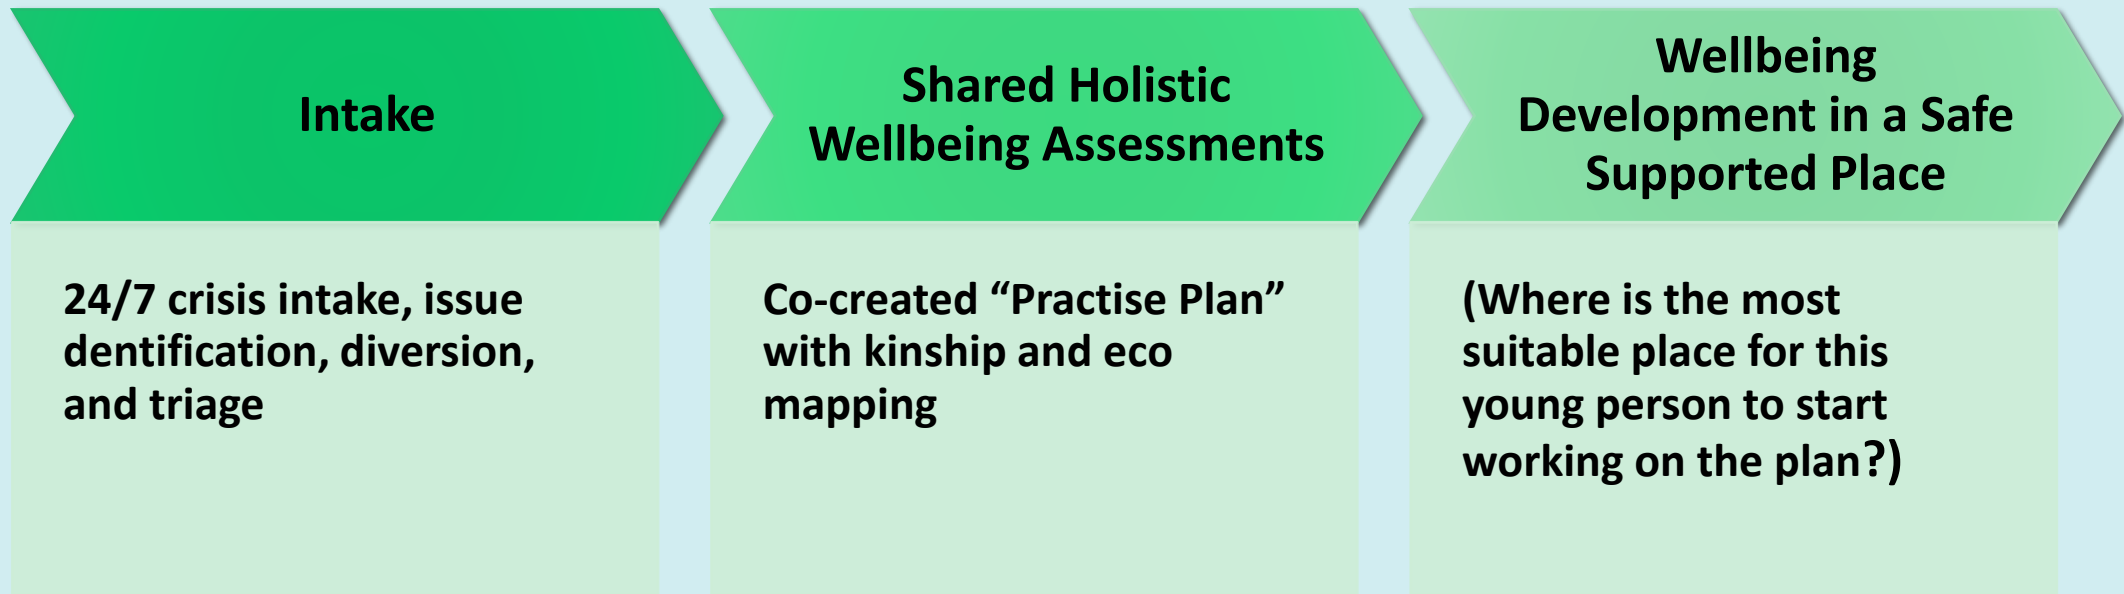 Intake
24/7 crisis intake, issue
dentification, diversion,
and triage
Shared Holistic
Wellbeing Assessments
Co-created “Practise Plan”
with kinship and eco
mapping
Wellbeing
Development in a Safe
Supported Place
(Where is the most
suitable place for this
young person to start
working on the plan?)